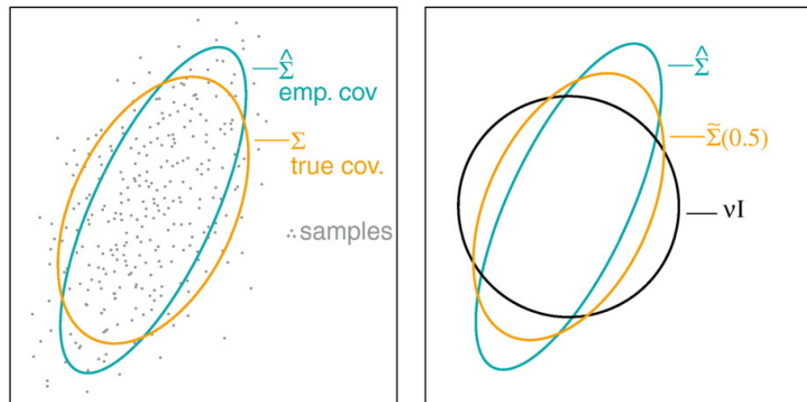 Σ̂
emp. cov
Σ
true cov.
samples
Σ̂
Σ̃(0.5)
νI